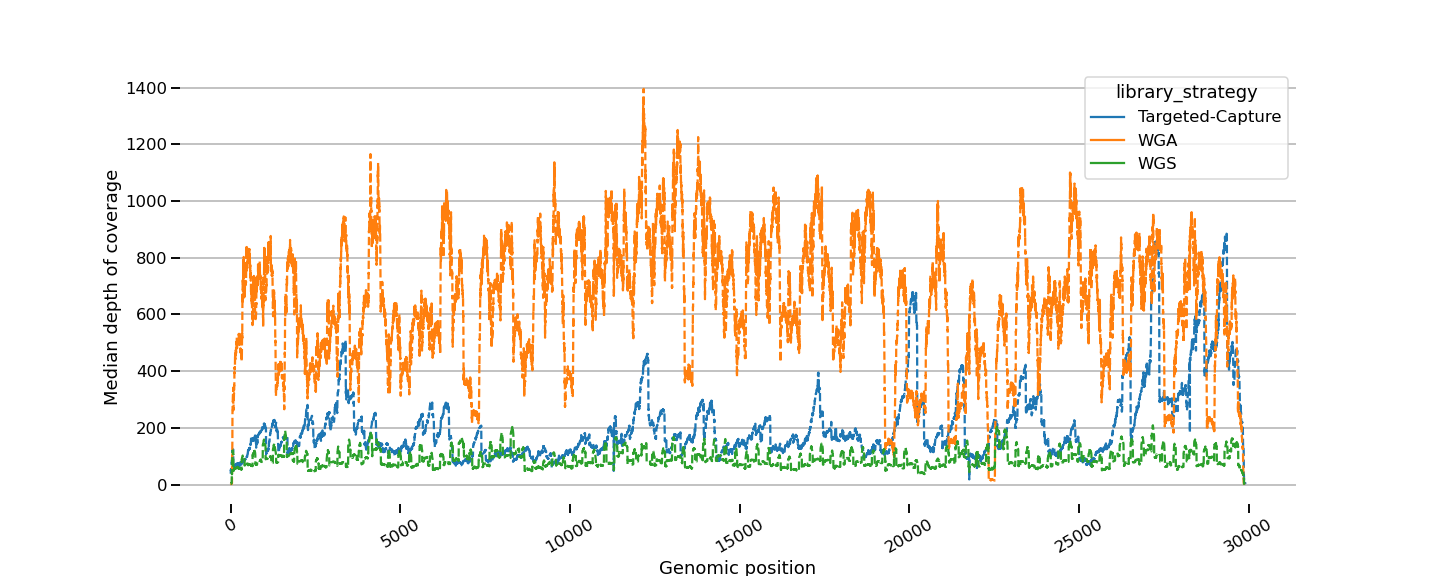 1400
1200
1000
800
600
400
200
0
Median depth of coverage
library_strategy
Targeted-Capture
WGA
WGS
0
5000
10000
15000
20000
25000
30000
Genomic position